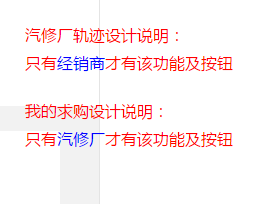 汽修厂轨迹设计说明：
只有经销商才有该功能及按钮
我的求购设计说明：
只有汽修厂才有该功能及按钮